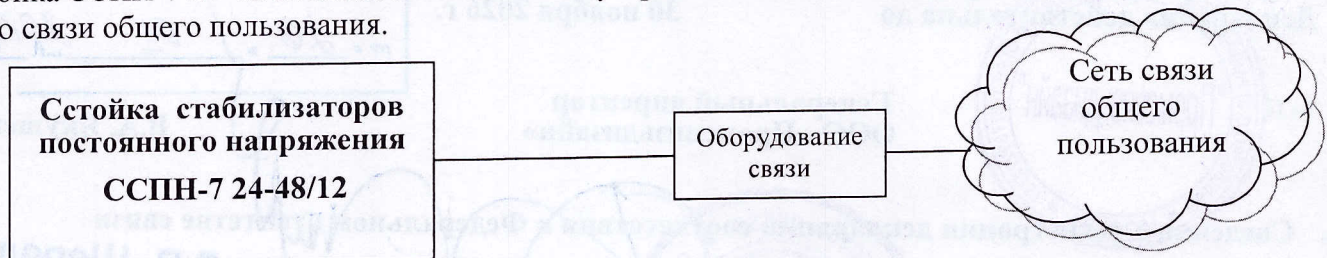 о связи общего пользования.
Сстойка стабилизаторов
постоянного напряжения
ССПН-7 24-48/12
Оборудование
связи
Сеть связи
общего
пользования